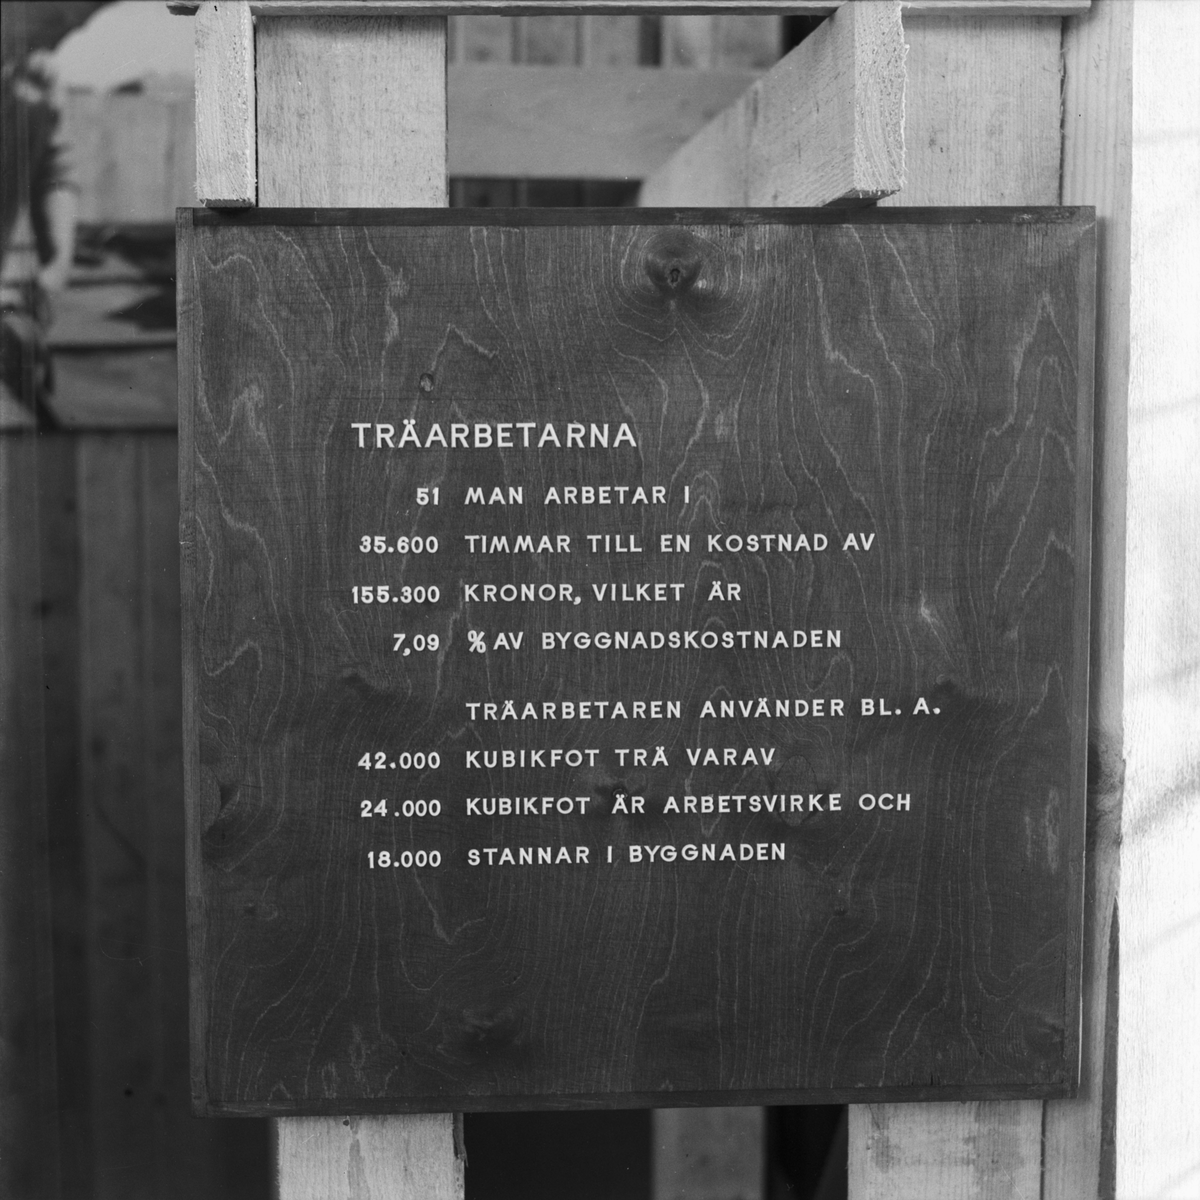 TRÄARBETARNA
51 MAN ARBETAR I
35.600 TIMMAR TILL EN KOSTNAD AV
155.300 KRONOR, VILKET ÄR
7,09 % AV BYGGNADSKOSTNADEN
TRÄARBETAREN ANVÄNDER BL. A.
42.000 KUBIKFOT TRÄ VARAV
24.000 KUBIKFOT ÄR ARBETSVIRKE OCH
18.000 STANNAR I BYGGNADEN